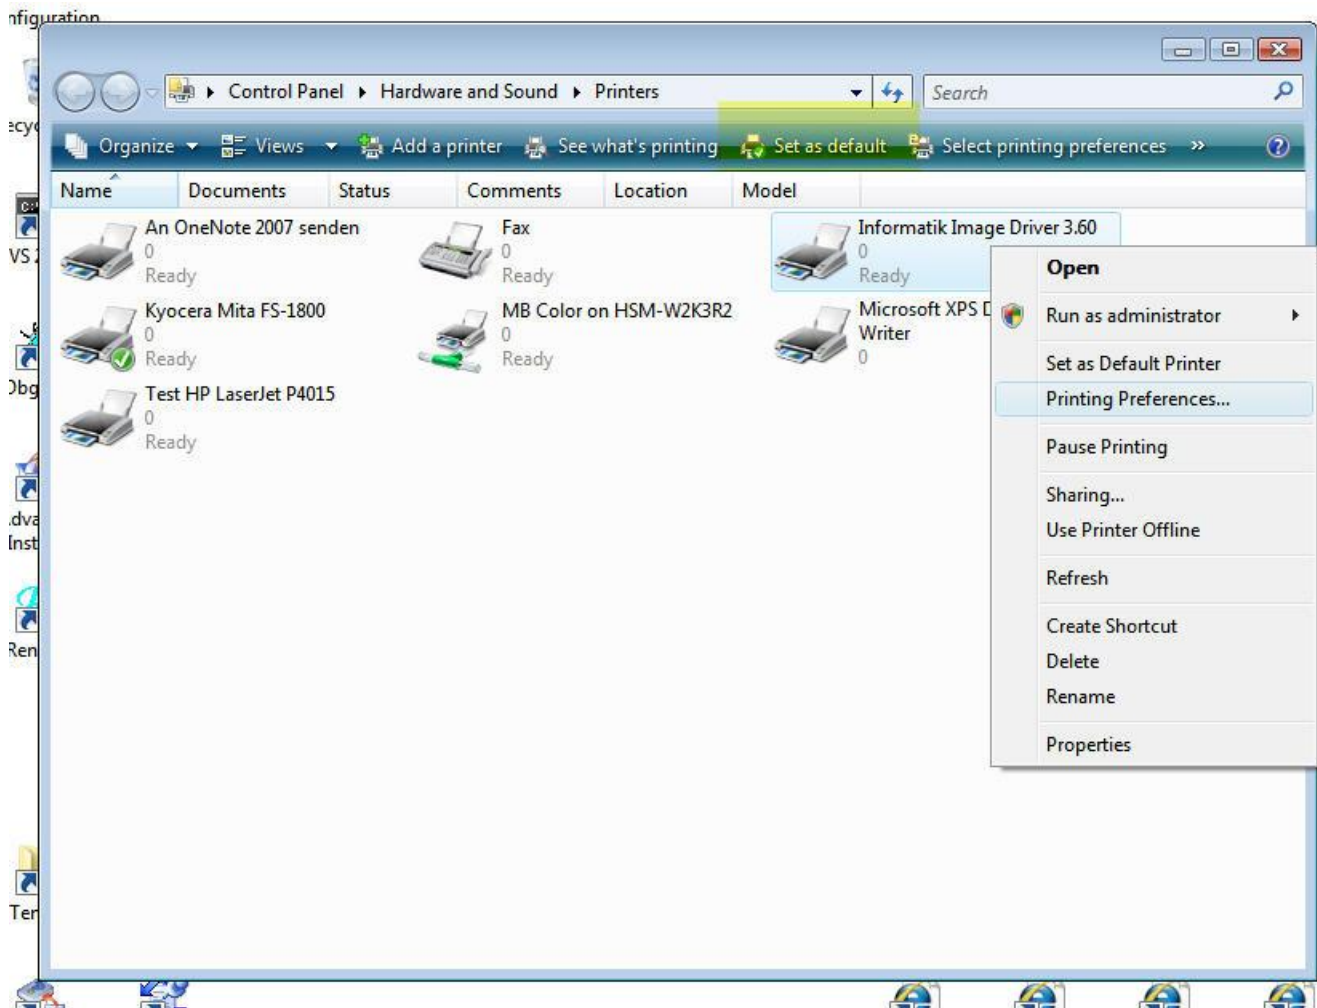 nfiguration
Control Panel Hardware and Sound Printers
Search
Organize Views Add a printer See what's printing Set as default Select printing preferences »
Name Documents Status Comments Location Model
An OneNote 2007 senden
0
Ready
Fax
0
Ready
Informatik Image Driver 3.60
0
Ready
Kyocera Mita FS-1800
0
Ready
MB Color on HSM-W2K3R2
0
Ready
Microsoft XPS D
Writer
0
Test HP LaserJet P4015
0
Ready
Open
Run as administrator
Set as Default Printer
Printing Preferences...
Pause Printing
Sharing...
Use Printer Offline
Refresh
Create Shortcut
Delete
Rename
Properties
ecyc
VS 2
Dbg
dva
Inst
Ren
Ter